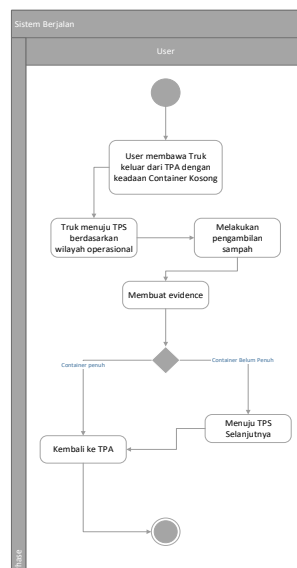 Sistem Berjalan
User
User membawa Truk
keluar dari TPA dengan
keadaan Container Kosong
Truk menuju TPS
berdasarkan
wilayah operasional
Melakukan
pengambilan
sampah
Membuat evidence
Container penuh
Container Belum Penuh
Menuju TPS
Selanjutnya
Kembali ke TPA
hase